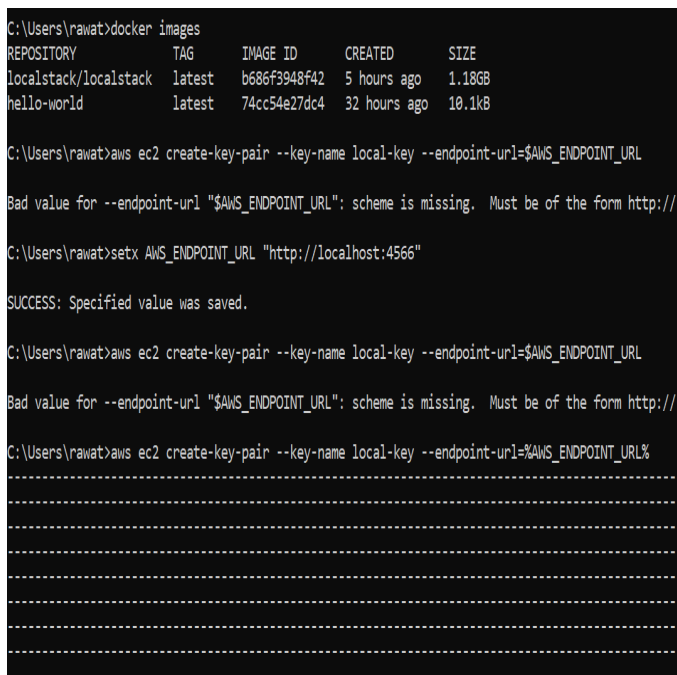 C:\Users\rawat>docker images
REPOSITORY TAG IMAGE ID CREATED SIZE
localstack/localstack latest b686f3948f42 5 hours ago 1.18GB
hello-world latest 74cc54e27dc4 32 hours ago 10.1kB
C:\Users\rawat>aws ec2 create-key-pair --key-name local-key --endpoint-url=$AWS_ENDPOINT_URL
Bad value for --endpoint-url "$AWS_ENDPOINT_URL": scheme is missing.  Must be of the form http://
C:\Users\rawat>setx AWS_ENDPOINT_URL "http://localhost:4566"
SUCCESS: Specified value was saved.
C:\Users\rawat>aws ec2 create-key-pair --key-name local-key --endpoint-url=$AWS_ENDPOINT_URL
Bad value for --endpoint-url "$AWS_ENDPOINT_URL": scheme is missing.  Must be of the form http://
C:\Users\rawat>aws ec2 create-key-pair --key-name local-key --endpoint-url=%AWS_ENDPOINT_URL%